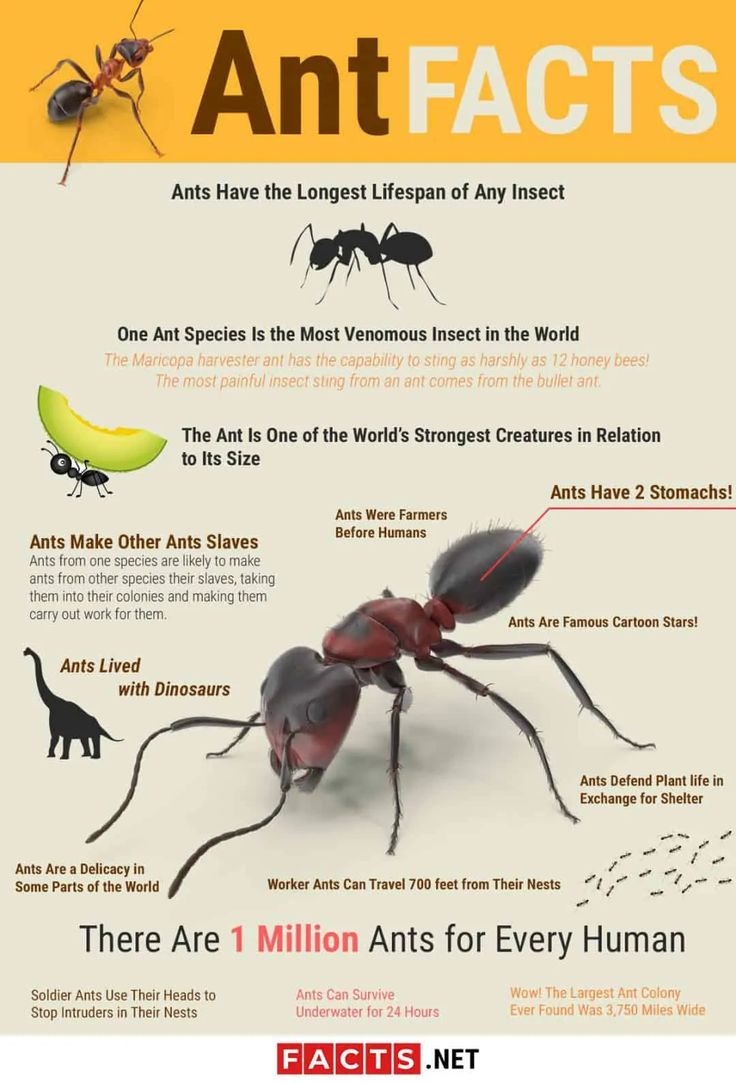 Ant FACTS
Ants Have the Longest Lifespan of Any Insect
One Ant Species Is the Most Venomous Insect in the World
The Maricopa harvester ant has the capability to sting as harshly as 12 honey bees!
The most painful insect sting from an ant comes from the bullet ant.
The Ant Is One of the World's Strongest Creatures in Relation
to Its Size
Ants Have 2 Stomachs!
Ants Were Farmers
Before Humans
Ants Make Other Ants Slaves
Ants from one species are likely to make
ants from other species their slaves, taking
them into their colonies and making them
carry out work for them.
Ants Are Famous Cartoon Stars!
Ants Lived
with Dinosaurs
Ants Defend Plant life in
Exchange for Shelter
Ants Are a Delicacy in
Some Parts of the World
Worker Ants Can Travel 700 feet from Their Nests
There Are 1 Million Ants for Every Human
Soldier Ants Use Their Heads to
Stop Intruders in Their Nests
Ants Can Survive
Underwater for 24 Hours
Wow! The Largest Ant Colony
Ever Found Was 3,750 Miles Wide
FACTS.NET